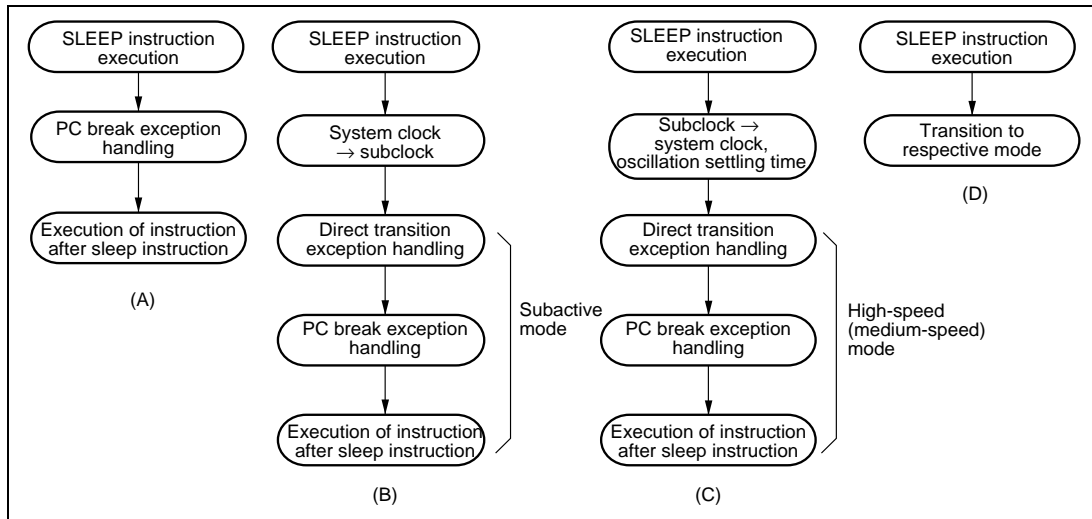 SLEEP instruction
execution
PC break exception
handling
Execution of instruction
after sleep instruction
(A)
SLEEP instruction
execution
System clock
→ subclock
Direct transition
exception handling
PC break exception
handling
Execution of instruction
after sleep instruction
Subactive
mode
(B)
SLEEP instruction
execution
Subclock →
system clock,
oscillation settling time
Direct transition
exception handling
PC break exception
handling
Execution of instruction
after sleep instruction
High-speed
(medium-speed)
mode
(C)
SLEEP instruction
execution
Transition to
respective mode
(D)